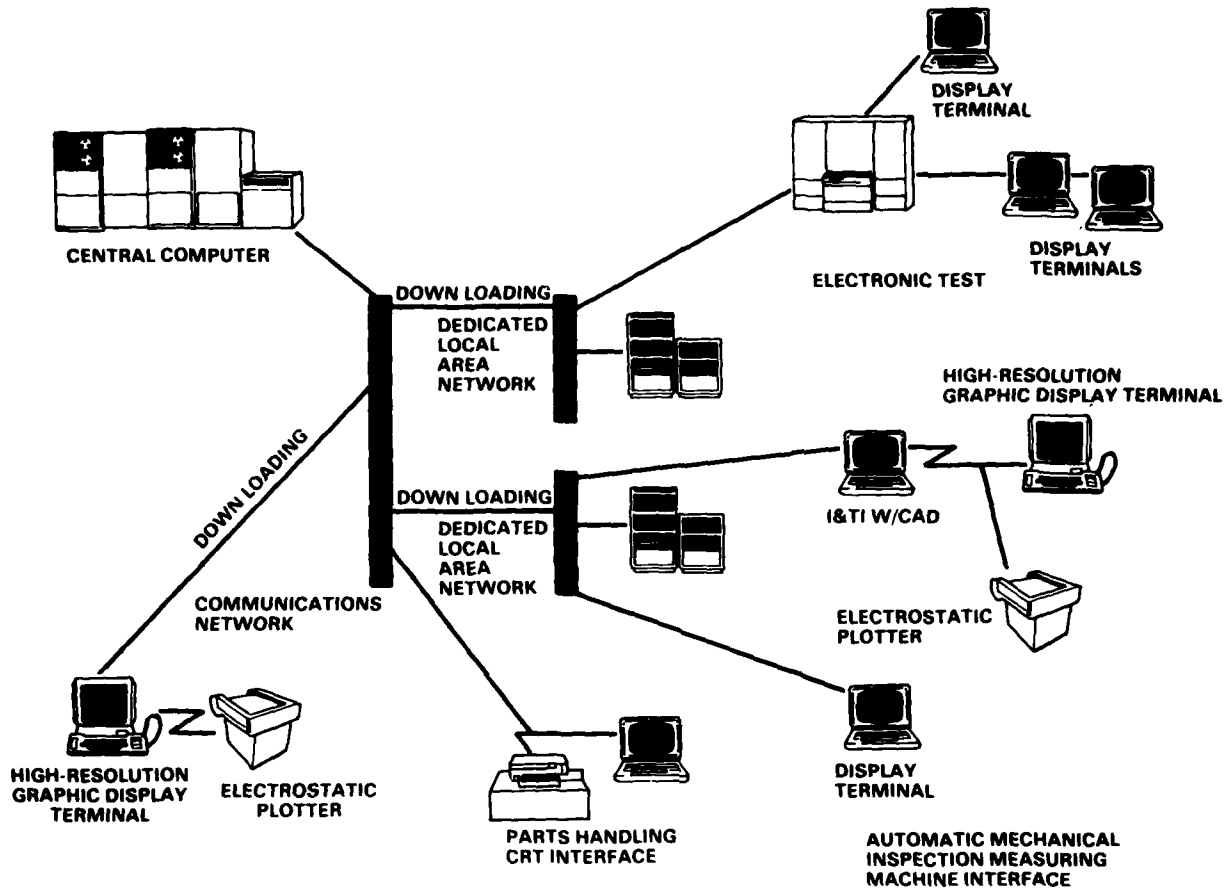 DISPLAY
TERMINAL
CENTRAL COMPUTER
ELECTRONIC TEST
DISPLAY
TERMINALS
DOWN LOADING
DEDICATED
LOCAL
AREA
NETWORK
HIGH-RESOLUTION
GRAPHIC DISPLAY TERMINAL
DOWN LOADING
DOWN LOADING
DEDICATED
LOCAL
AREA
NETWORK
I&TI W/CAD
COMMUNICATIONS
NETWORK
ELECTROSTATIC
PLOTTER
HIGH-RESOLUTION
GRAPHIC DISPLAY
TERMINAL
ELECTROSTATIC
PLOTTER
PARTS HANDLING
CRT INTERFACE
DISPLAY
TERMINAL
AUTOMATIC MECHANICAL
INSPECTION MEASURING
MACHINE INTERFACE